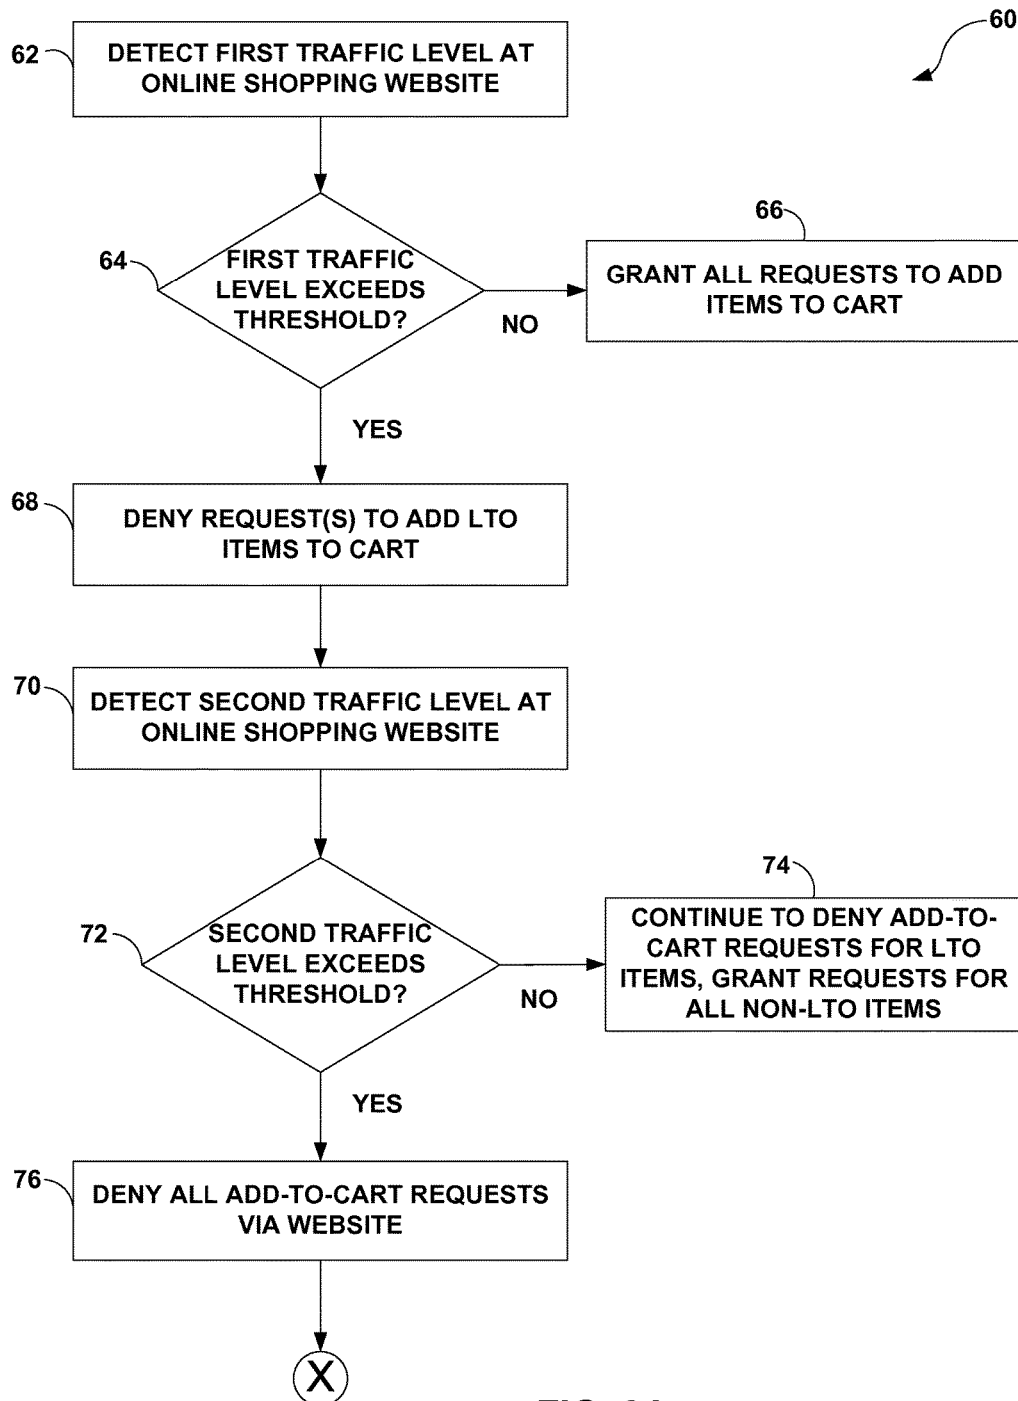 60
62
DETECT FIRST TRAFFIC LEVEL AT
ONLINE SHOPPING WEBSITE
64
FIRST TRAFFIC
LEVEL EXCEEDS
THRESHOLD?
NO
66
GRANT ALL REQUESTS TO ADD
ITEMS TO CART
YES
68
DENY REQUEST(S) TO ADD LTO
ITEMS TO CART
70
DETECT SECOND TRAFFIC LEVEL AT
ONLINE SHOPPING WEBSITE
72
SECOND TRAFFIC
LEVEL EXCEEDS
THRESHOLD?
NO
74
CONTINUE TO DENY ADD-TO-
CART REQUESTS FOR LTO
ITEMS, GRANT REQUESTS FOR
ALL NON-LTO ITEMS
YES
76
DENY ALL ADD-TO-CART REQUESTS
VIA WEBSITE
X